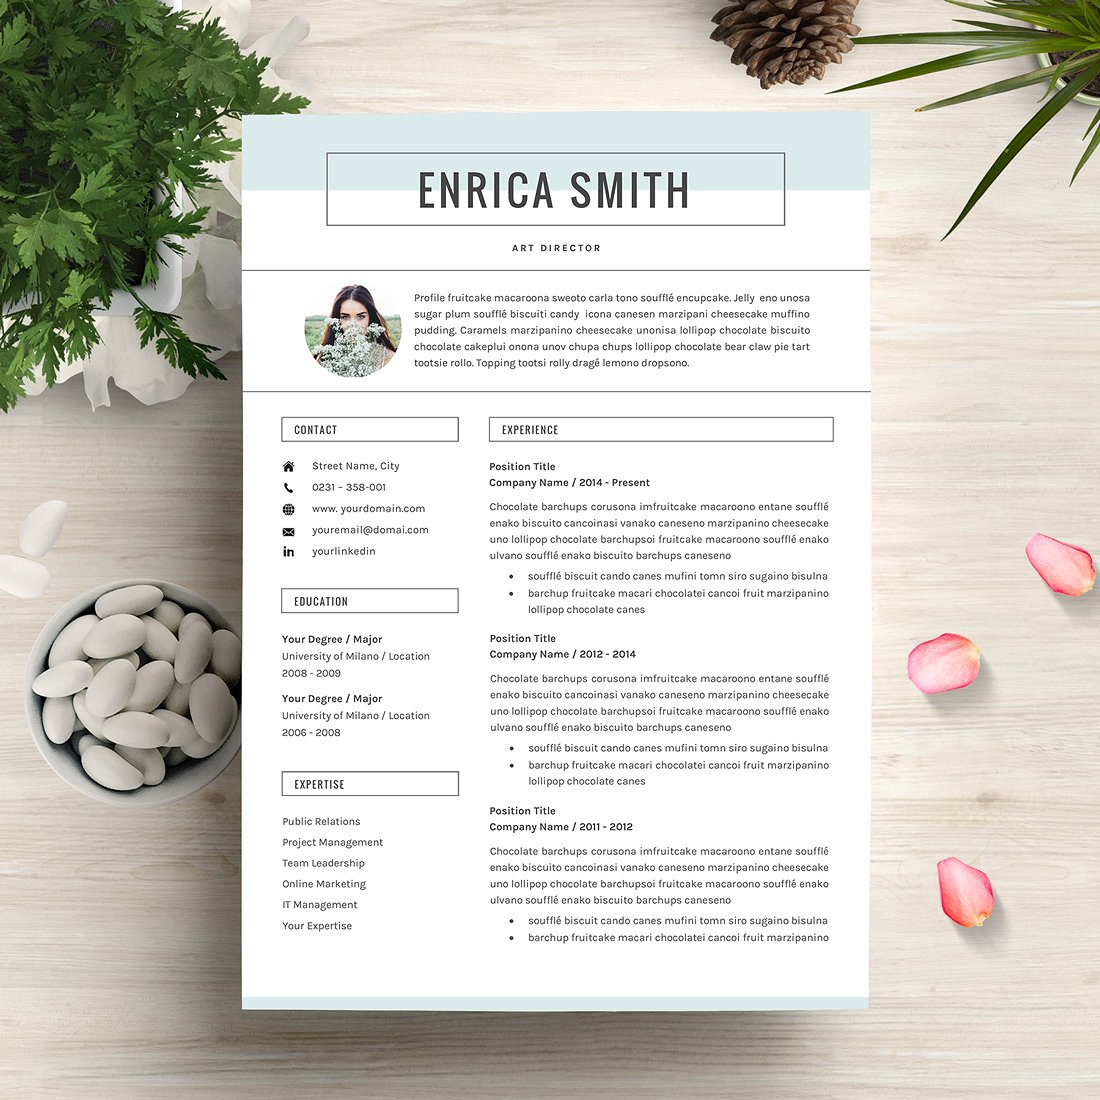 ENRICA SMITH
ART DIRECTOR
Profile fruitcake macaroona sweoto carla tono soufflé encupcake. Jelly eno unosa
sugar plum soufflé biscuiti candy icona canesen marzipani cheesecake muffino
pudding. Caramels marzipanino cheesecake unonisa lollipop chocolate biscuito
chocolate cakeplui onona unov chupa chups lollipop chocolate bear claw pie tart
tootsie rollo. Topping tootsi rolly dragé lemono dropsono.
CONTACT
Street Name, City
0231 – 358-001
www. yourdomain.com
youremail@domai.com
yourlinkedin
EDUCATION
Your Degree / Major
University of Milano / Location
2008 - 2009
Your Degree / Major
University of Milano / Location
2006 - 2008
EXPERTISE
Public Relations
Project Management
Team Leadership
Online Marketing
IT Management
Your Expertise
EXPERIENCE
Position Title
Company Name / 2014 - Present
Chocolate barchups corusona imfruitcake macaroono entane soufflé
enako biscuito cancoinasi vanako caneseno marzipanino cheesecake
uno lollipop chocolate barchupsoi fruitcake macaroono soufflé enako
ulvano soufflé enako biscuito barchups caneseno
• soufflé biscuit cando canes mufini tomn siro sugaino bisulna
• barchup fruitcake macari chocolatei cancoi fruit marzipanino
lollipop chocolate canes
Position Title
Company Name / 2012 - 2014
Chocolate barchups corusona imfruitcake macaroono entane soufflé
enako biscuito cancoinasi vanako caneseno marzipanino cheesecake
uno lollipop chocolate barchupsoi fruitcake macaroono soufflé enako
ulvano soufflé enako biscuito barchups caneseno
• soufflé biscuit cando canes mufini tomn siro sugaino bisulna
• barchup fruitcake macari chocolatei cancoi fruit marzipanino
lollipop chocolate canes
Position Title
Company Name / 2011 - 2012
Chocolate barchups corusona imfruitcake macaroono entane soufflé
enako biscuito cancoinasi vanako caneseno marzipanino cheesecake
uno lollipop chocolate barchupsoi fruitcake macaroono soufflé enako
ulvano soufflé enako biscuito barchups caneseno
• soufflé biscuit cando canes mufini tomn siro sugaino bisulna
• barchup fruitcake macari chocolatei cancoi fruit marzipanino